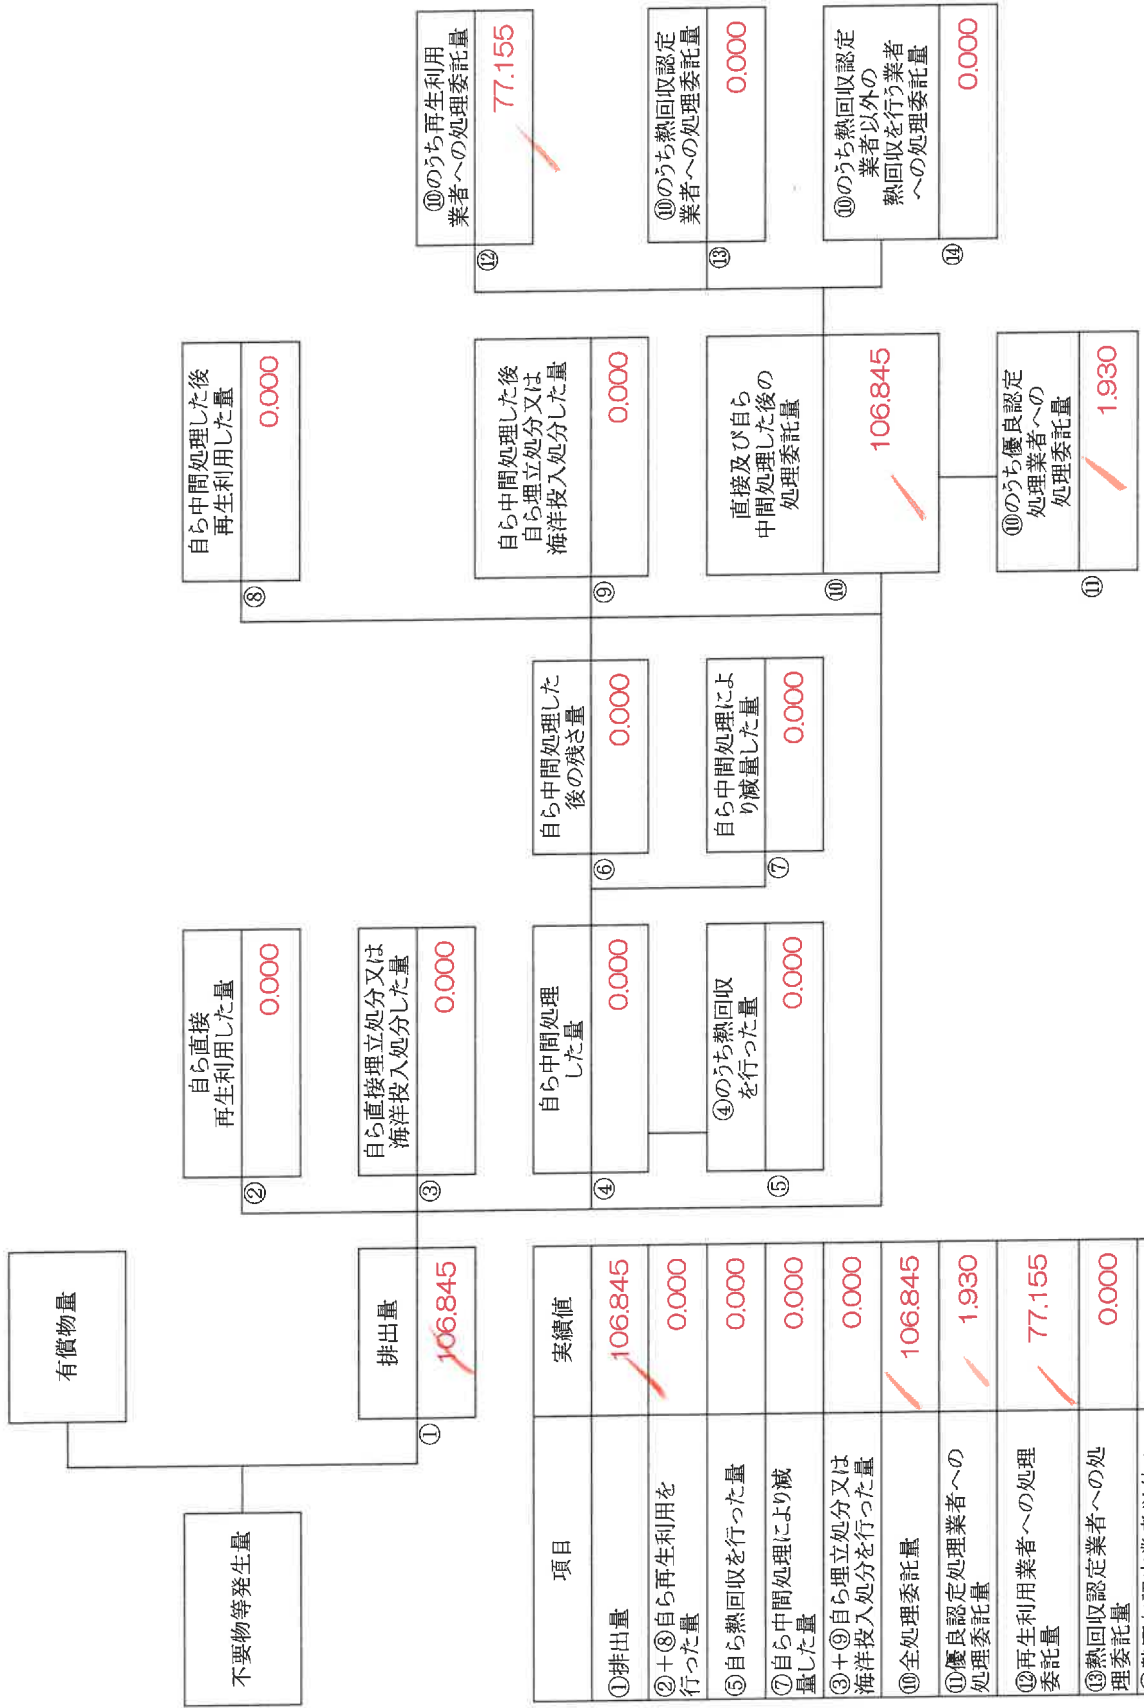 不要物等発生量
有償物量
①
排出量
106.845
②
自ら直接
再生利用した量
0.000
③
自ら直接埋立処分又は
海洋投入処分した量
0.000
④
自ら中間処理
した量
0.000
⑤
④のうち熱回収
を行った量
0.000
⑥
自ら中間処理した
後の残さ量
0.000
⑦
自ら中間処理によ
り減量した量
0.000
⑧
自ら中間処理した後
再生利用した量
0.000
⑨
自ら中間処理した後
自ら埋立処分又は
海洋投入処分した量
0.000
⑩
直接及び自ら
中間処理した後の
処理委託量
106.845
⑪
⑩のうち優良認定
処理業者への
処理委託量
1.930
⑫
⑩のうち再生利用
業者への処理委託量
77.155
⑬
⑩のうち熱回収認定
業者への処理委託量
0.000
⑭
⑩のうち熱回収認定
業者以外の
熱回収を行う業者
への処理委託量
0.000
項目
実績値
①排出量
106.845
②+⑧自ら再生利用を
行った量
0.000
⑤自ら熱回収を行った量
0.000
⑦自ら中間処理により減
量した量
0.000
③+⑨自ら埋立処分又は
海洋投入処分を行った量
0.000
⑩全処理委託量
106.845
⑪優良認定処理業者への
処理委託量
1.930
⑫再生利用業者への処理
委託量
77.155
⑬熱回収認定業者への処
理委託量
0.000